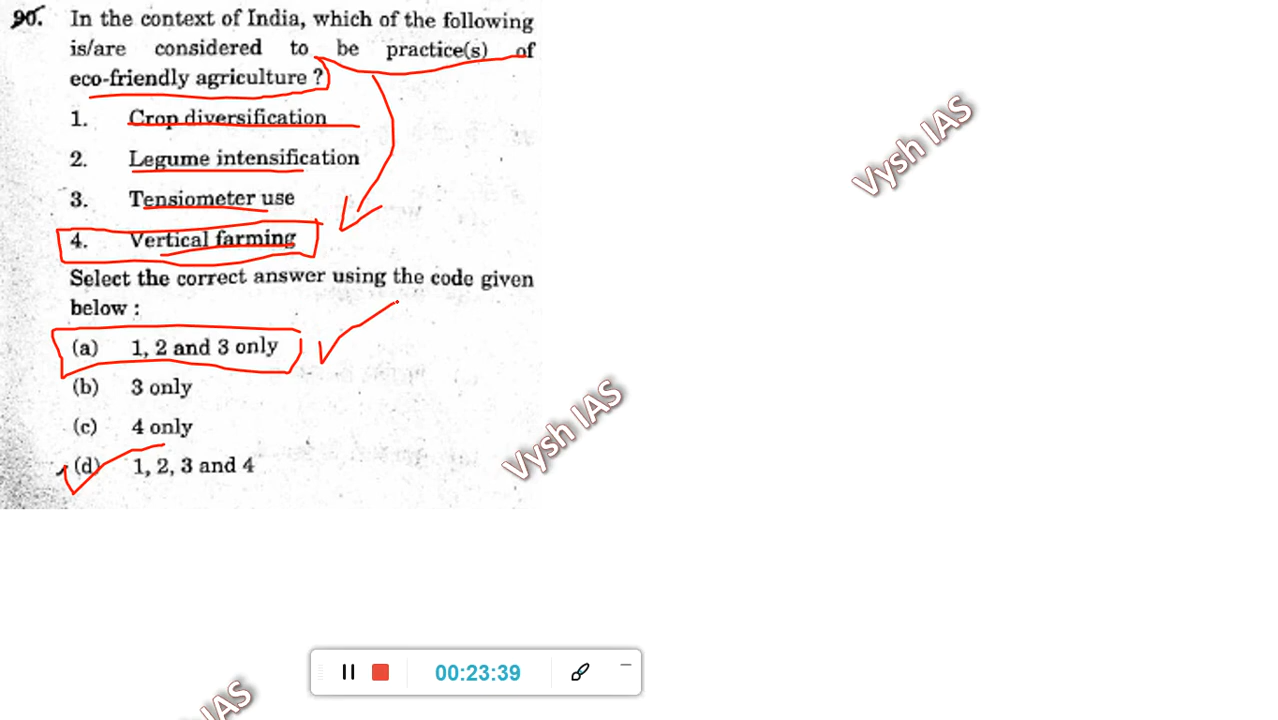 90. In the context of India, which of the following
is/are considered to be practice(s) of
eco-friendly agriculture ?
1. Crop diversification
2. Legume intensification
3. Tensiometer use
4. Vertical farming
Select the correct answer using the code given
below :
(a) 1, 2 and 3 only
(b) 3 only
(c) 4 only
(d) 1, 2, 3 and 4
Vysh IAS
Vysh IAS
IAS
00:23:39